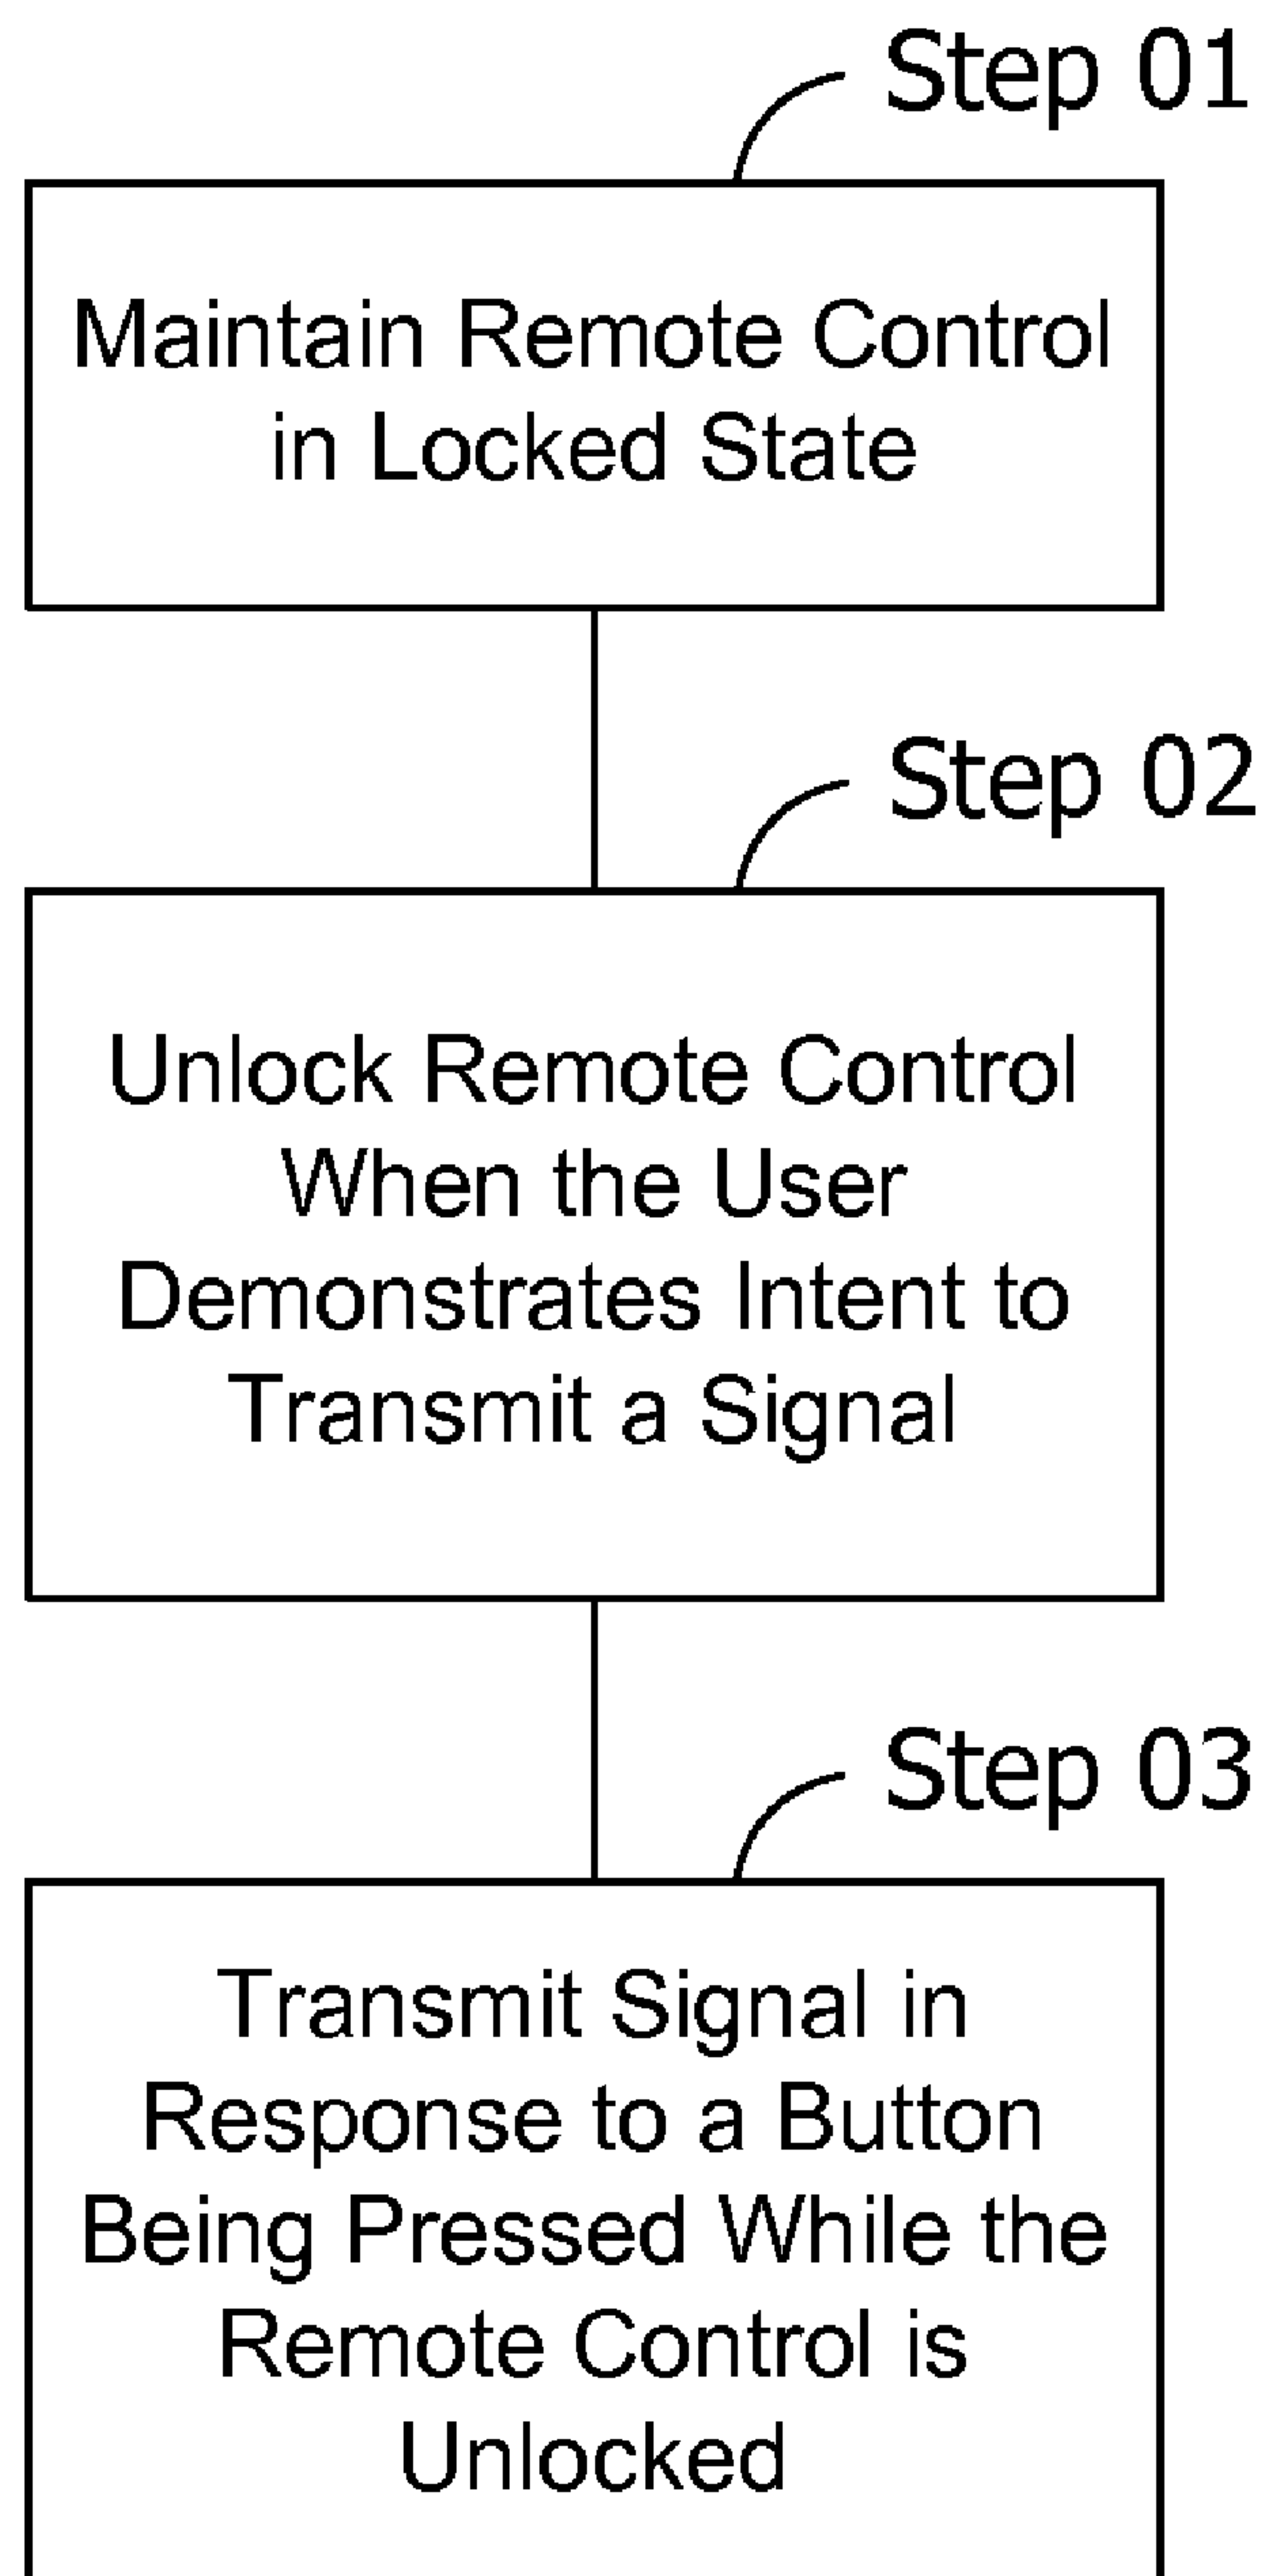 Step 01
Maintain Remote Control
in Locked State
Step 02
Unlock Remote Control
When the User
Demonstrates Intent to
Transmit a Signal
Step 03
Transmit Signal in
Response to a Button
Being Pressed While the
Remote Control is
Unlocked